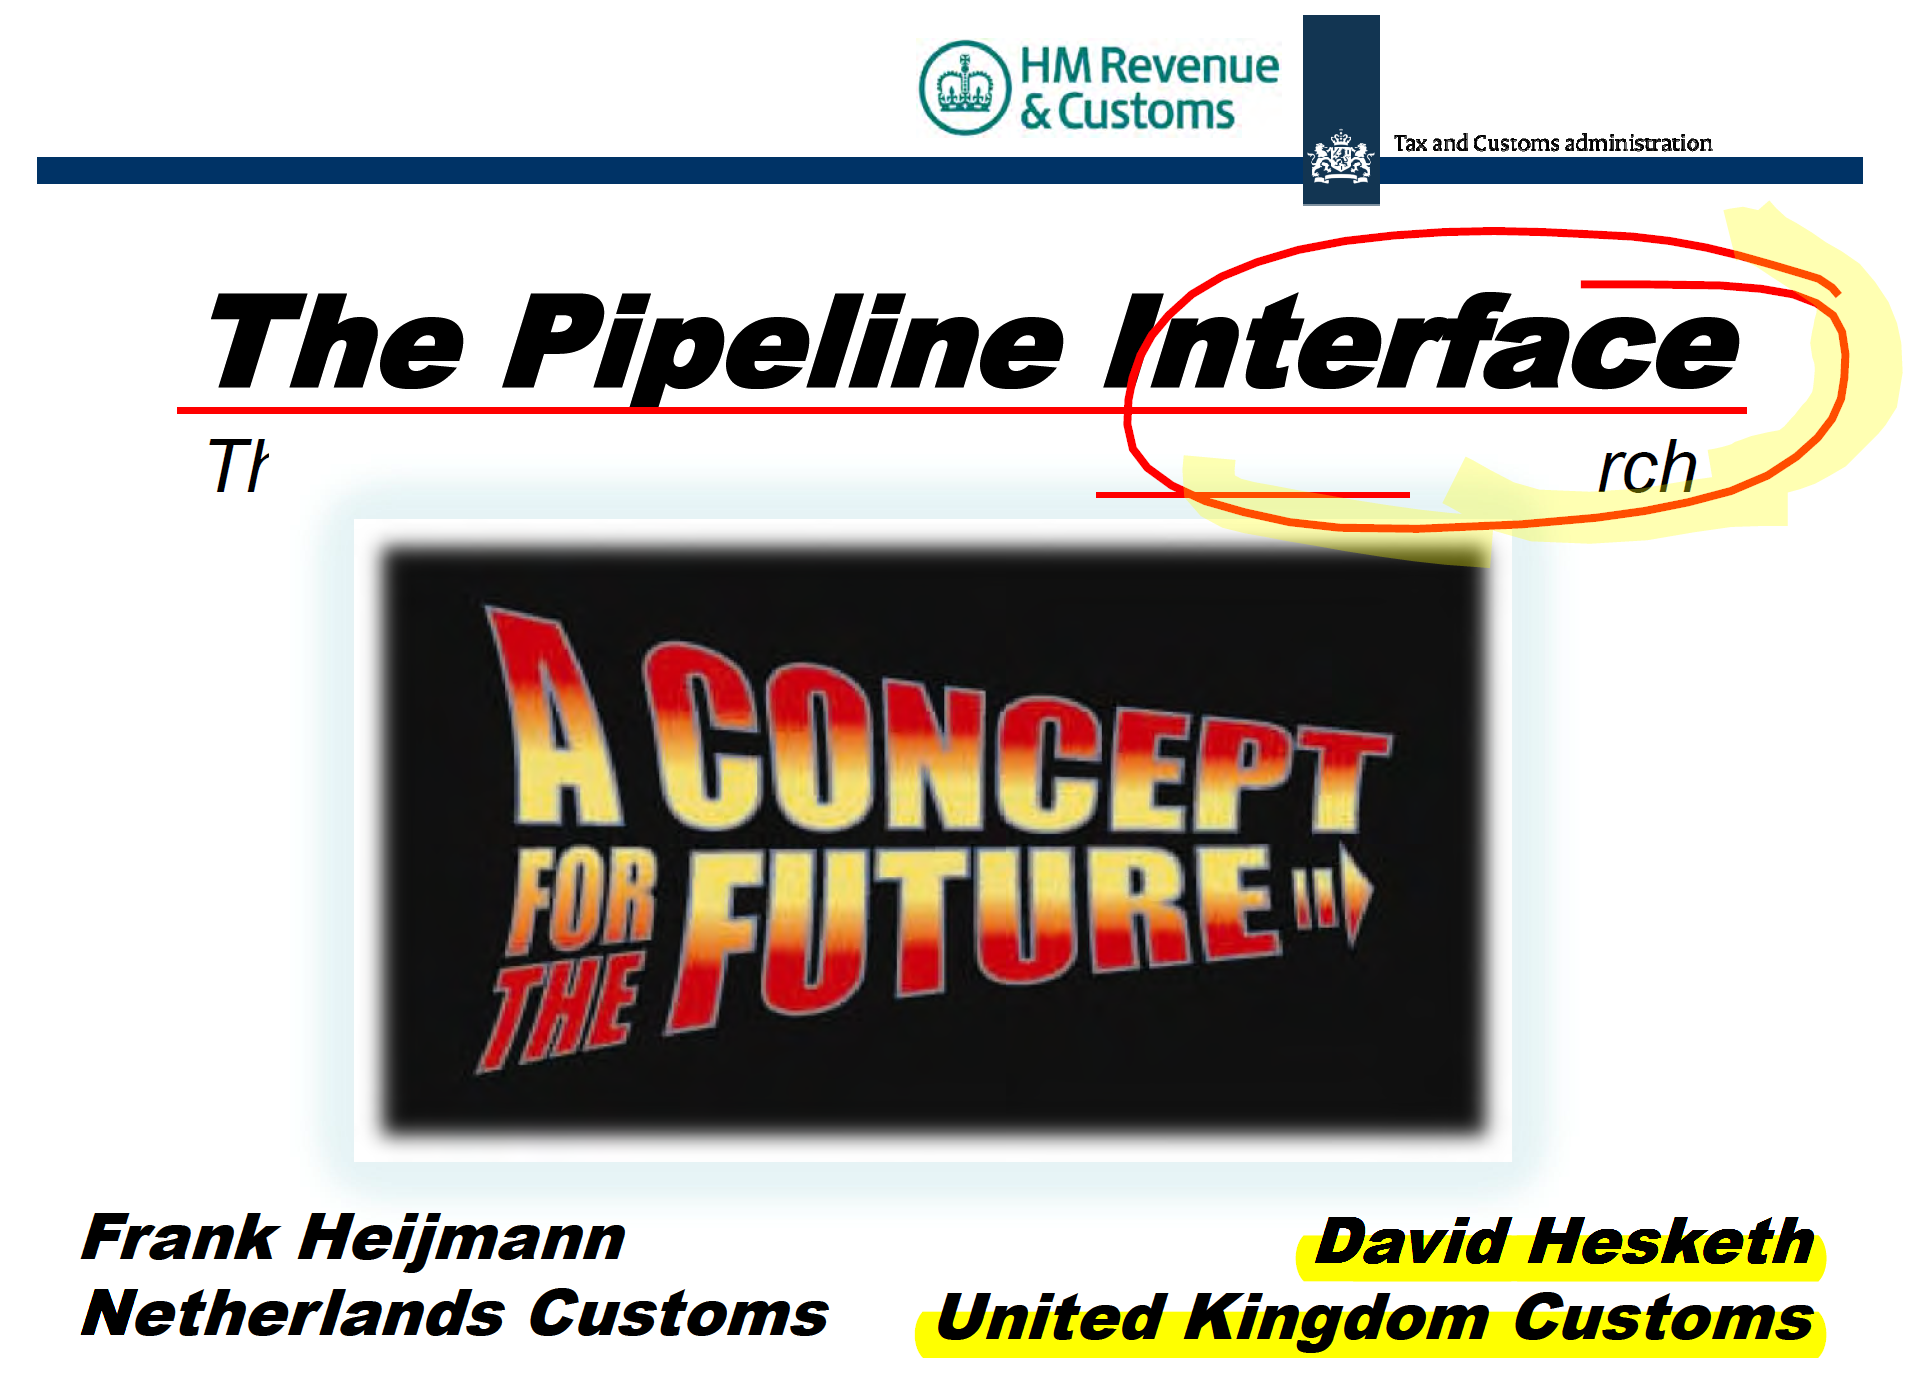 HM Revenue
& Customs
Tax and Customs administration
The Pipeline Interface
A CONCEPT
FOR THE FUTURE
Frank Heijmann
Netherlands Customs
David Hesketh
United Kingdom Customs